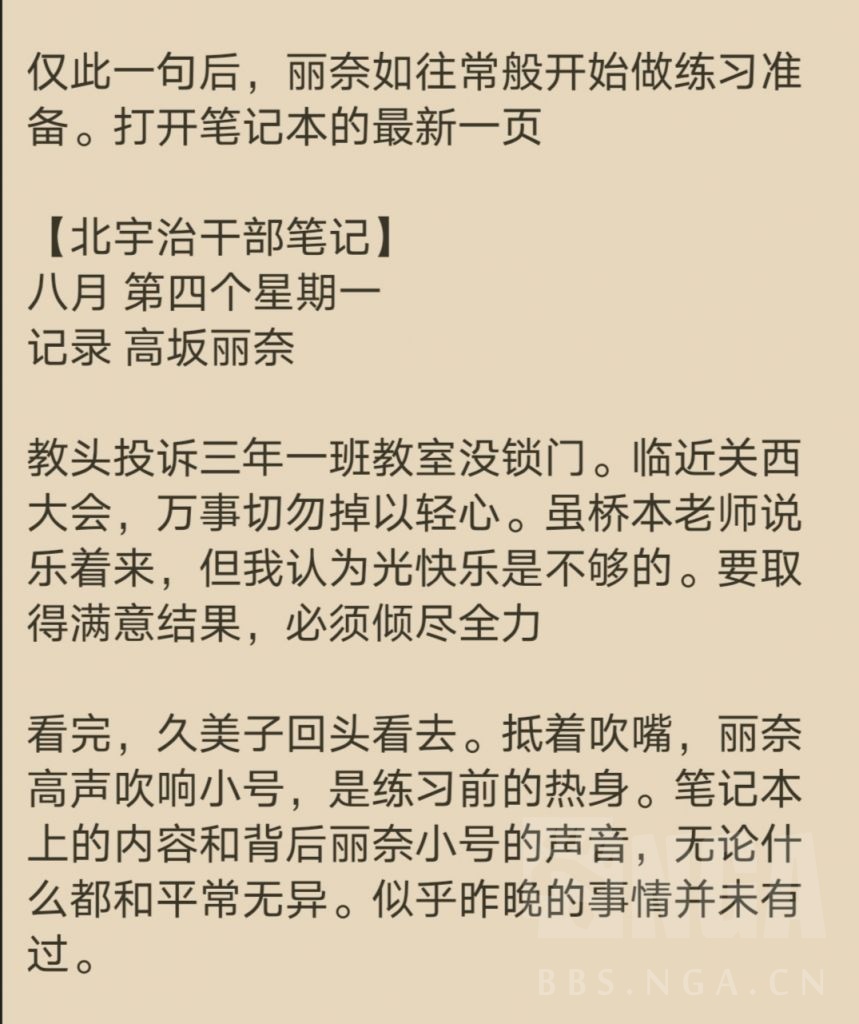 仅此一句后，丽奈如往常般开始做练习准
备。打开笔记本的最新一页
【北宇治干部笔记】
八月 第四个星期一
记录 高坂丽奈
教头投诉三年一班教室没锁门。临近关西
大会，万事切勿掉以轻心。虽桥本老师说
乐着来，但我认为光快乐是不够的。要取
得满意结果，必须倾尽全力
看完，久美子回头看去。抵着吹嘴，丽奈
高声吹响小号，是练习前的热身。笔记本
上的内容和背后丽奈小号的声音，无论什
么都和平常无异。似乎昨晚的事情并未有
过。
NGA
BBS.NGA.CN